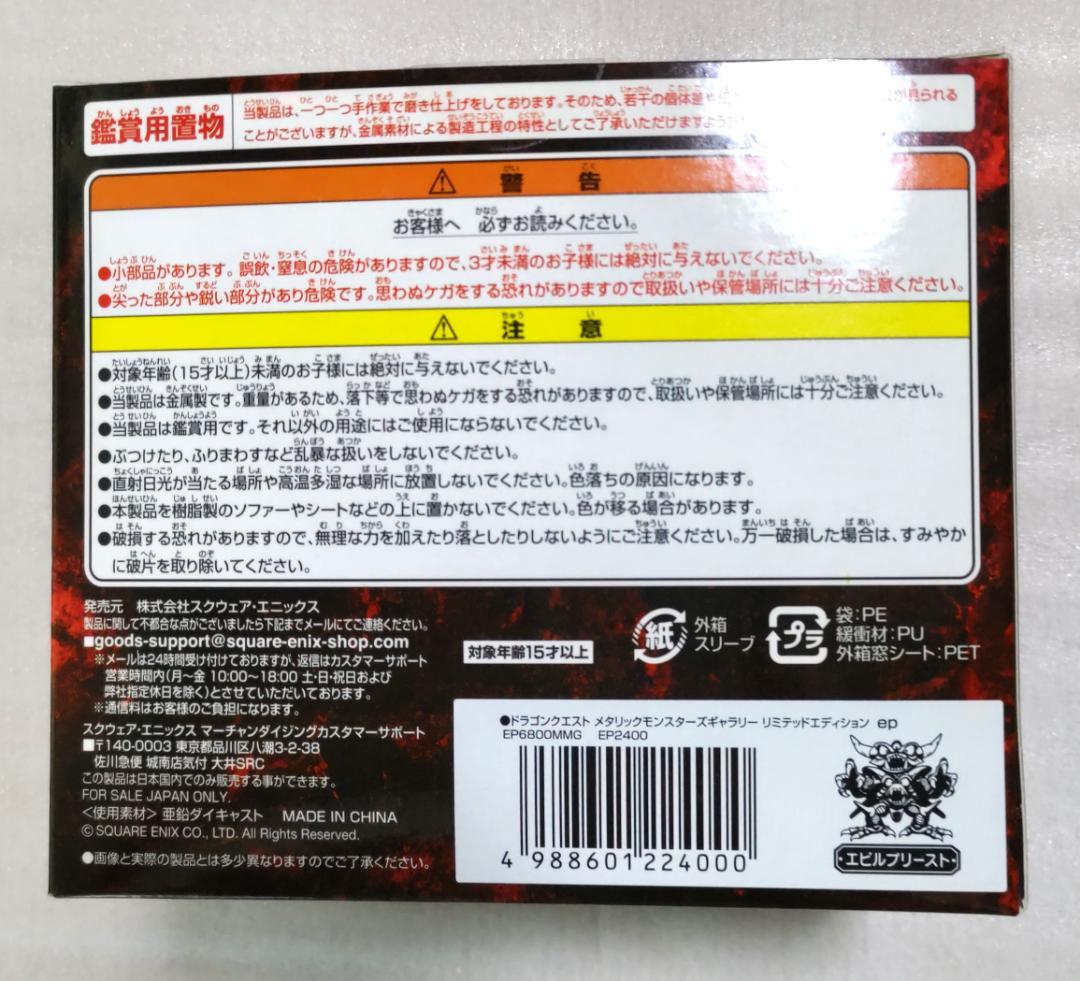 鑑賞用置物
当製品は、一つ一つ手作業で磨き仕上げをしております。そのため、若干の個体差や が見られる
ことがございますが、金属素材による製造工程の特性としてご了承いただけますよう
⚠ 警告
お客様へ 必ずお読みください。
●小部品があります。誤飲・窒息の危険がありますので、3才未満のお子様には絶対に与えないでください。
●尖った部分や鋭い部分があり危険です。思わぬケガをする恐れがありますので取扱いや保管場所には十分ご注意ください。
⚠ 注意
●対象年齢(15才以上)未満のお子様には絶対に与えないでください。
●当製品は金属製です。重量があるため、落下等で思わぬケガをする恐れがありますので、取扱いや保管場所には十分ご注意ください。
●当製品は鑑賞用です。それ以外の用途にはご使用にならないでください。
●ぶつけたり、ふりまわすなど乱暴な扱いをしないでください。
●直射日光が当たる場所や高温多湿な場所に放置しないでください。色落ちの原因になります。
●本製品を樹脂製のソファーやシートなどの上に置かないでください。色が移る場合があります。
●破損する恐れがありますので、無理な力を加えたり落としたりしないようにご注意ください。万一破損した場合は、すみやか
に破片を取り除いてください。
発売元 株式会社スクウェア・エニックス
製品に関して不都合な点がございましたら下記までメールにてご連絡ください。
■goods-support@square-enix-shop.com
※メールは24時間受け付けておりますが、返信はカスタマーサポート
営業時間内(月〜金 10:00〜18:00 土・日・祝日および
弊社指定休日を除く)とさせていただいております。
※通信料はお客様のご負担になります。
スクウェア・エニックス マーチャンダイジングカスタマーサポート
■〒140-0003 東京都品川区八潮3-2-38
佐川急便 城南店気付 大井SRC
この製品は日本国内でのみ販売する事ができます。
FOR SALE JAPAN ONLY.
〈使用素材〉亜鉛ダイキャスト MADE IN CHINA
© SQUARE ENIX CO., LTD. All Rights Reserved.
●画像と実際の製品とは多少異なりますのでご了承ください。
対象年齢15才以上
紙
外箱
スリーブ
プラ
袋:PE
緩衝材:PU
外箱窓シート:PET
●ドラゴンクエスト メタリックモンスターズギャラリー リミテッドエディション ep
EP6800MMG EP2400
4 988601 224000
・エビルプリースト・